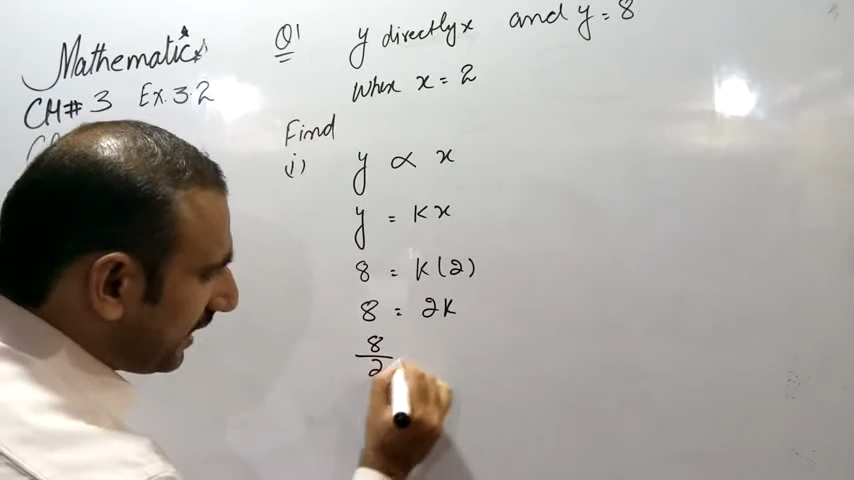 Mathematics
CH# 3 Ex. 3.2
Q1 y directly x and y = 8
When x = 2
Find
(i) y ∝ x
y = Kx
8 = K(2)
8 = 2K
8/2